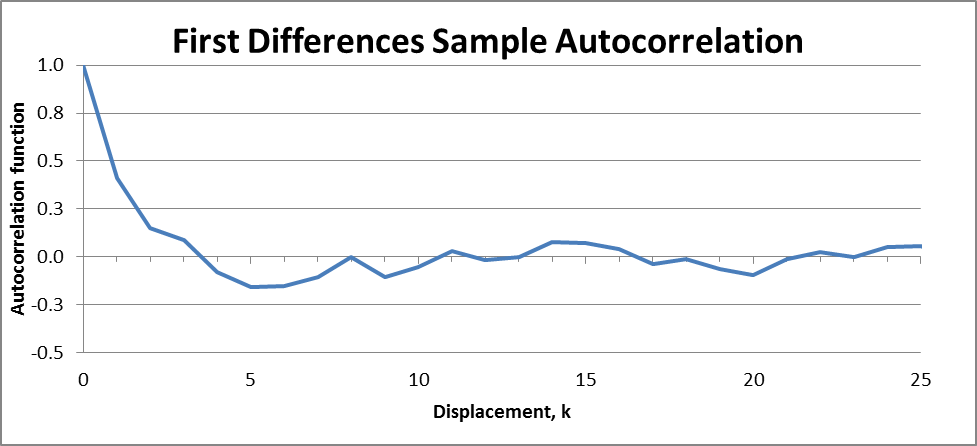 First Differences Sample Autocorrelation
1.0
0.8
0.5
0.3
0.0
-0.3
-0.5
Autocorrelation function
0 5 10 15 20 25
Displacement, k